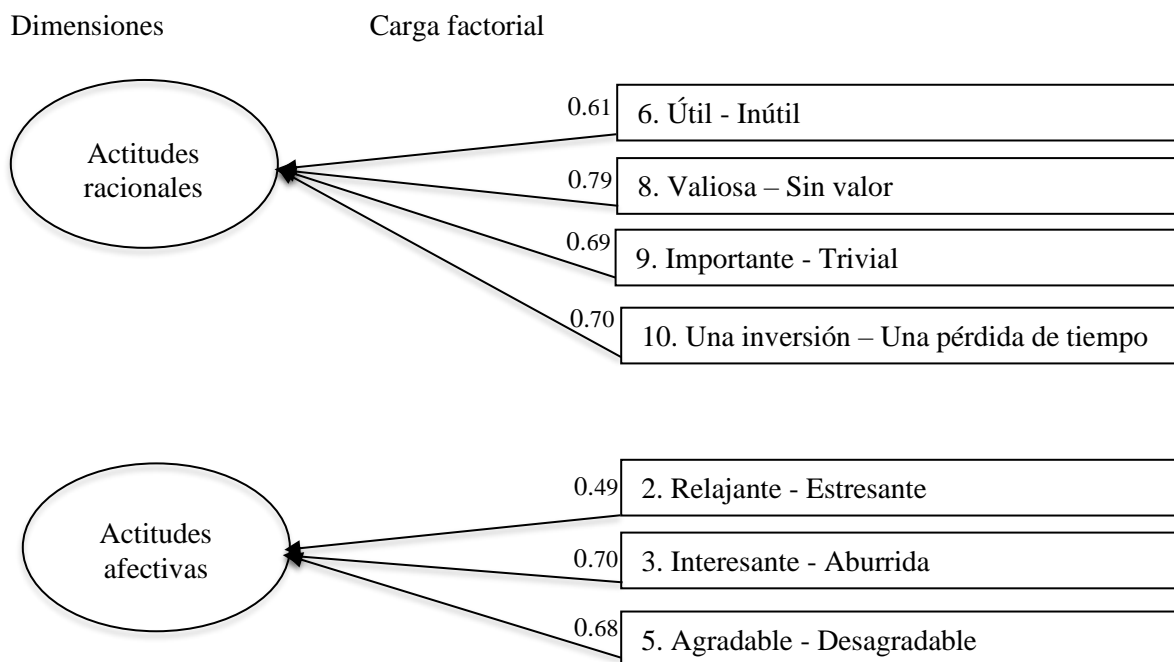 Dimensiones Carga factorial
Actitudes
racionales
0.61 6. Útil - Inútil
0.79 8. Valiosa – Sin valor
0.69 9. Importante - Trivial
0.70 10. Una inversión – Una pérdida de tiempo
Actitudes
afectivas
0.49 2. Relajante - Estresante
0.70 3. Interesante - Aburrida
0.68 5. Agradable - Desagradable